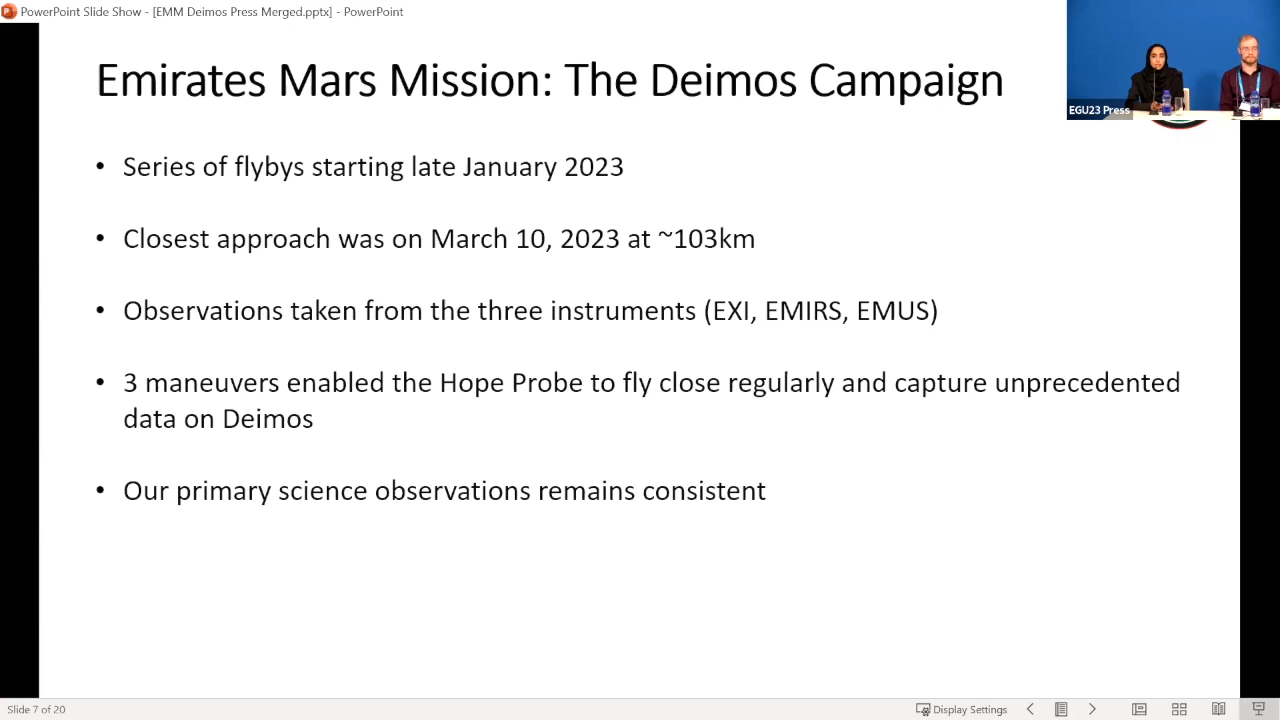 PowerPoint Slide Show - [EMM Deimos Press Merged.pptx] - PowerPoint
Emirates Mars Mission: The Deimos Campaign
EGU23 Press
• Series of flybys starting late January 2023
• Closest approach was on March 10, 2023 at ~103km
• Observations taken from the three instruments (EXI, EMIRS, EMUS)
• 3 maneuvers enabled the Hope Probe to fly close regularly and capture unprecedented
data on Deimos
• Our primary science observations remains consistent
Slide 7 of 20
Display Settings